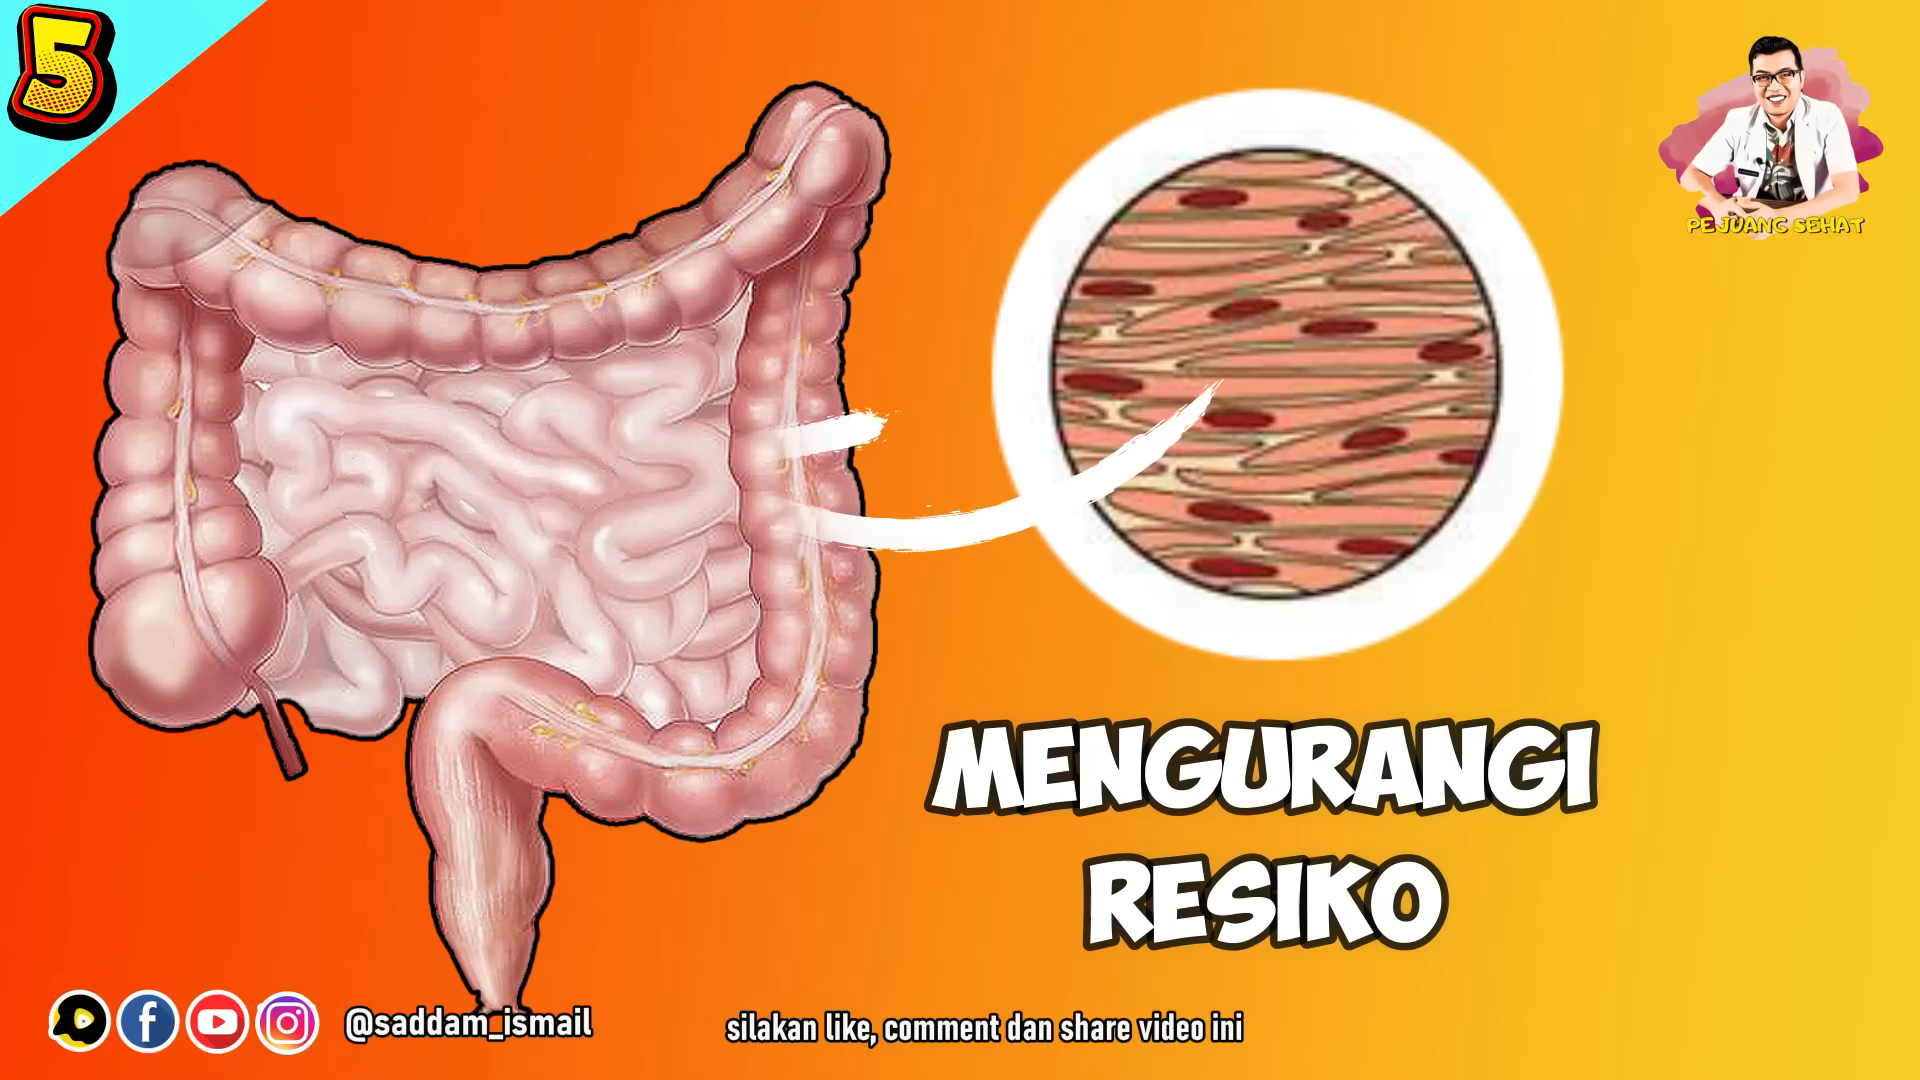 5
PEJUANG SEHAT
MENGURANGI
RESIKO
@saddam_ismail
silakan like, comment dan share video ini